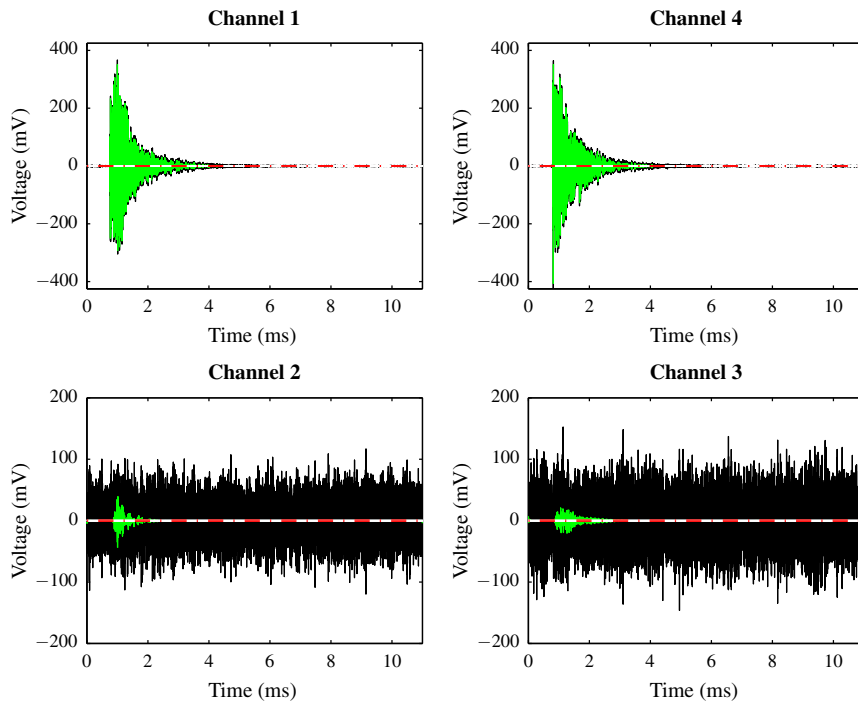 Channel 1
400
200
0
−200
−400
Voltage (mV)
0 2 4 6 8 10
Time (ms)
Channel 4
400
200
0
−200
−400
Voltage (mV)
0 2 4 6 8 10
Time (ms)
Channel 2
200
100
0
−100
−200
Voltage (mV)
0 2 4 6 8 10
Time (ms)
Channel 3
200
100
0
−100
−200
Voltage (mV)
0 2 4 6 8 10
Time (ms)